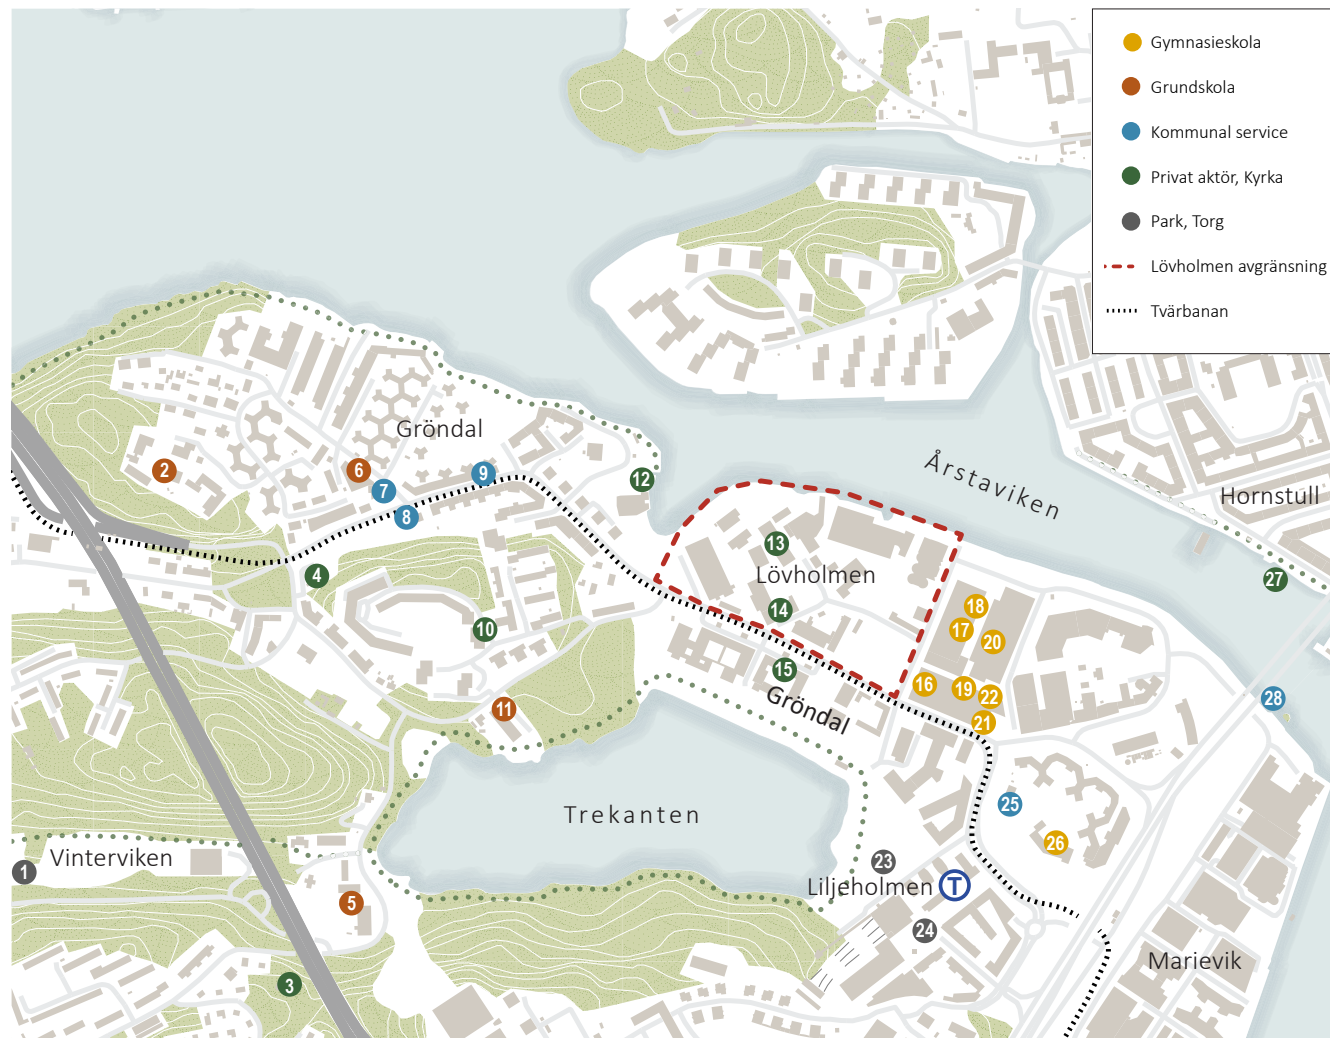 Gymnasieskola
Grundskola
Kommunal service
Privat aktör, Kyrka
Park, Torg
Lövholmen avgränsning
Tvärbanan
Gröndal
2
6
7
9
8
12
Årstaviken
Hornstull
13
Lövholmen
4
14
27
18
17
20
10
15
16
19
22
21
11
Gröndal
28
Trekanten
25
26
Vinterviken
1
23
Liljeholmen T
5
24
Marievik
3